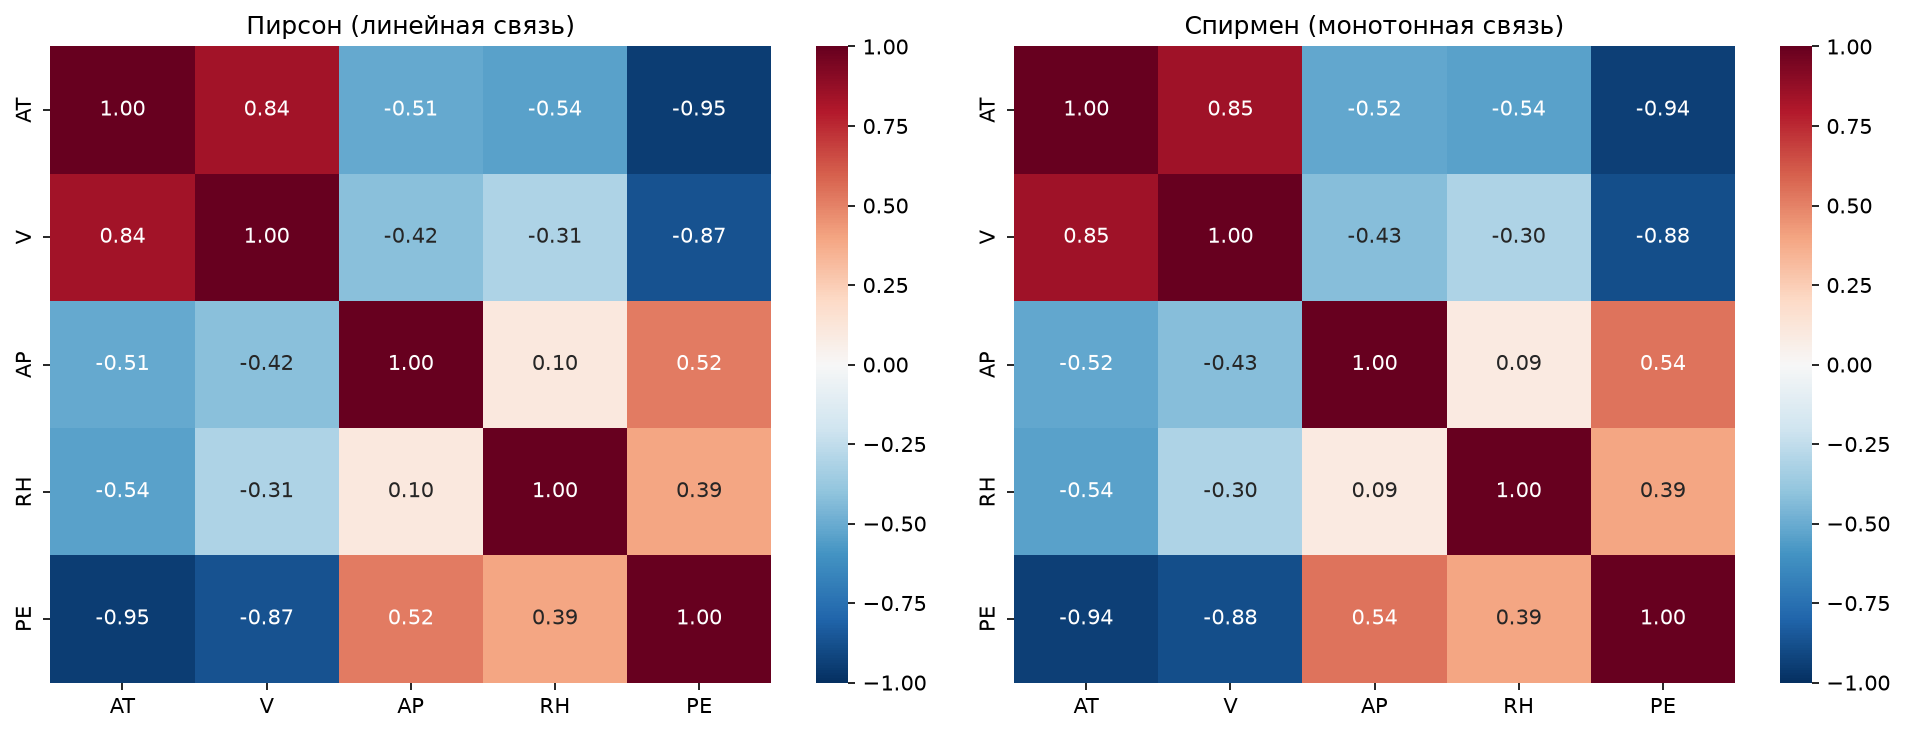 Пирсон (линейная связь)
AT 1.00 0.84 -0.51 -0.54 -0.95
V 0.84 1.00 -0.42 -0.31 -0.87
AP -0.51 -0.42 1.00 0.10 0.52
RH -0.54 -0.31 0.10 1.00 0.39
PE -0.95 -0.87 0.52 0.39 1.00
AT V AP RH PE
1.00
0.75
0.50
0.25
0.00
−0.25
−0.50
−0.75
−1.00
Спирмен (монотонная связь)
AT 1.00 0.85 -0.52 -0.54 -0.94
V 0.85 1.00 -0.43 -0.30 -0.88
AP -0.52 -0.43 1.00 0.09 0.54
RH -0.54 -0.30 0.09 1.00 0.39
PE -0.94 -0.88 0.54 0.39 1.00
AT V AP RH PE
1.00
0.75
0.50
0.25
0.00
−0.25
−0.50
−0.75
−1.00